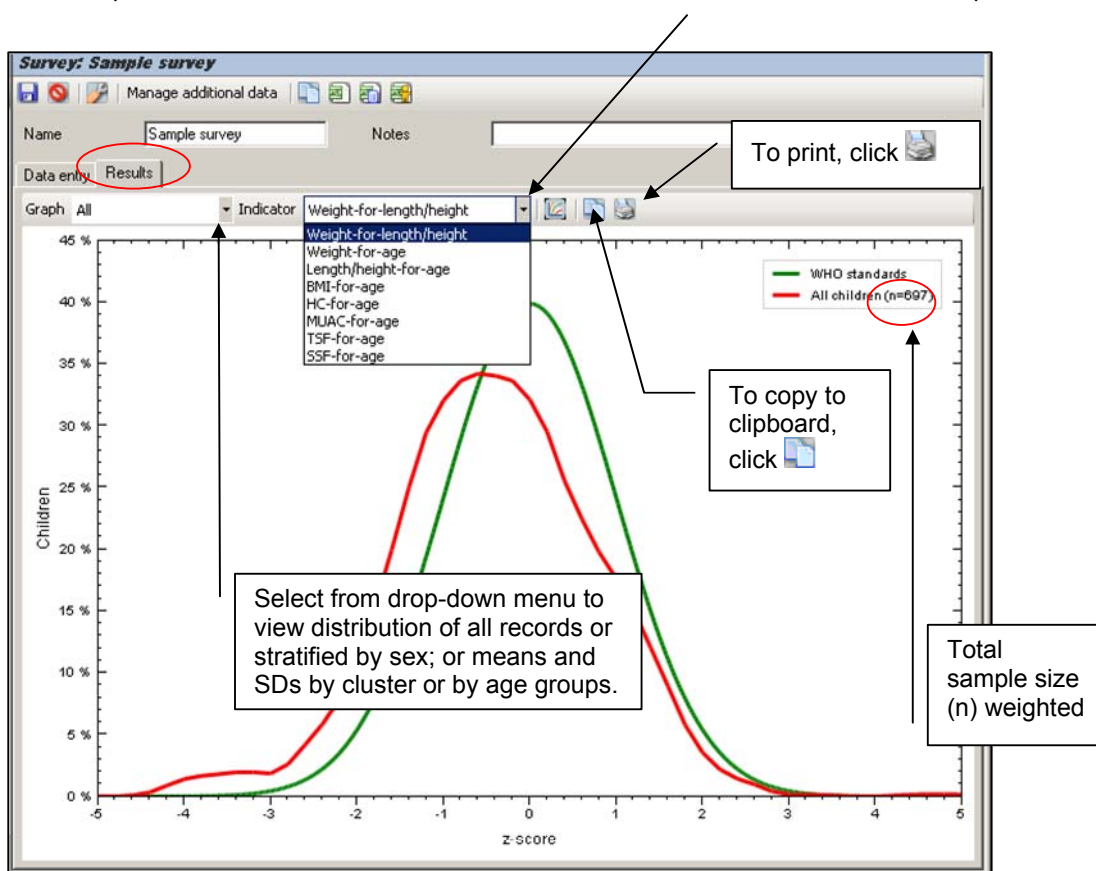 Survey: Sample survey
Manage additional data
Name Sample survey Notes
To print, click
Data entry Results
Graph All Indicator Weight-for-length/height
Weight-for-length/height
Weight-for-age
Length/height-for-age
BMI-for-age
HC-for-age
MUAC-for-age
TSF-for-age
SSF-for-age
WHO standards
All children (n=697)
45 %
40 %
35 %
30 %
25 %
20 %
15 %
10 %
5 %
0 %
Children
To copy to
clipboard,
click
Select from drop-down menu to
view distribution of all records or
stratified by sex; or means and
SDs by cluster or by age groups.
Total
sample size
(n) weighted
-5 -4 -3 -2 -1 0 1 2 3 4 5
z-score